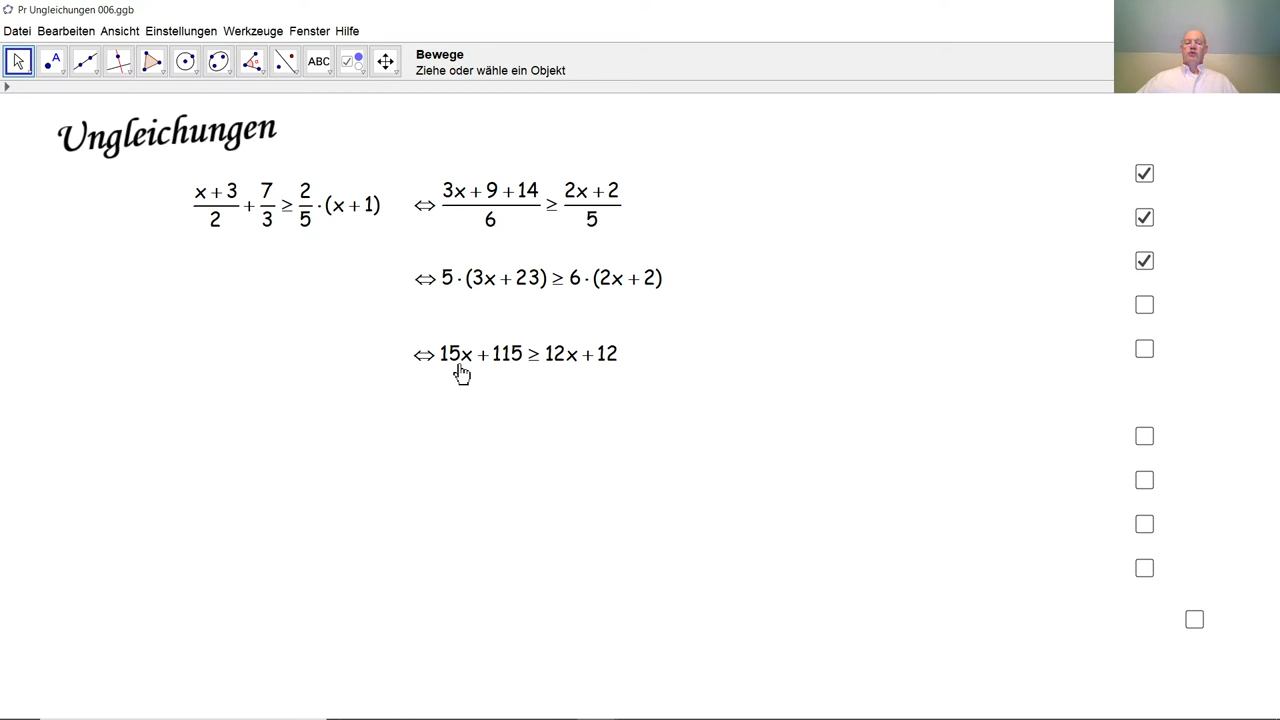 Pr Ungleichungen 006.ggb
Datei Bearbeiten Ansicht Einstellungen Werkzeuge Fenster Hilfe
A
ABC
Bewege
Ziehe oder wähle ein Objekt
Ungleichungen
(x + 3)/2 + 7/3 ≥ 2/5 · (x + 1) ⇔ (3x + 9 + 14)/6 ≥ (2x + 2)/5
⇔ 5 · (3x + 23) ≥ 6 · (2x + 2)
⇔ 15x + 115 ≥ 12x + 12